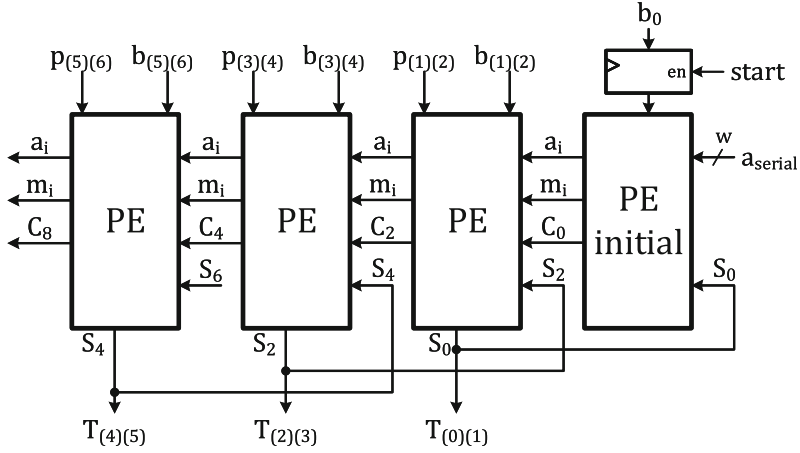 b₀
p₍₅₎₍₆₎ b₍₅₎₍₆₎ p₍₃₎₍₄₎ b₍₃₎₍₄₎ p₍₁₎₍₂₎ b₍₁₎₍₂₎
en start
aᵢ aᵢ aᵢ aᵢ w
a_serial
mᵢ mᵢ mᵢ mᵢ
PE PE PE PE
initial
C₈ C₄ C₂ C₀
S₆ S₄ S₂ S₀
S₄ S₂ S₀
T₍₄₎₍₅₎ T₍₂₎₍₃₎ T₍₀₎₍₁₎